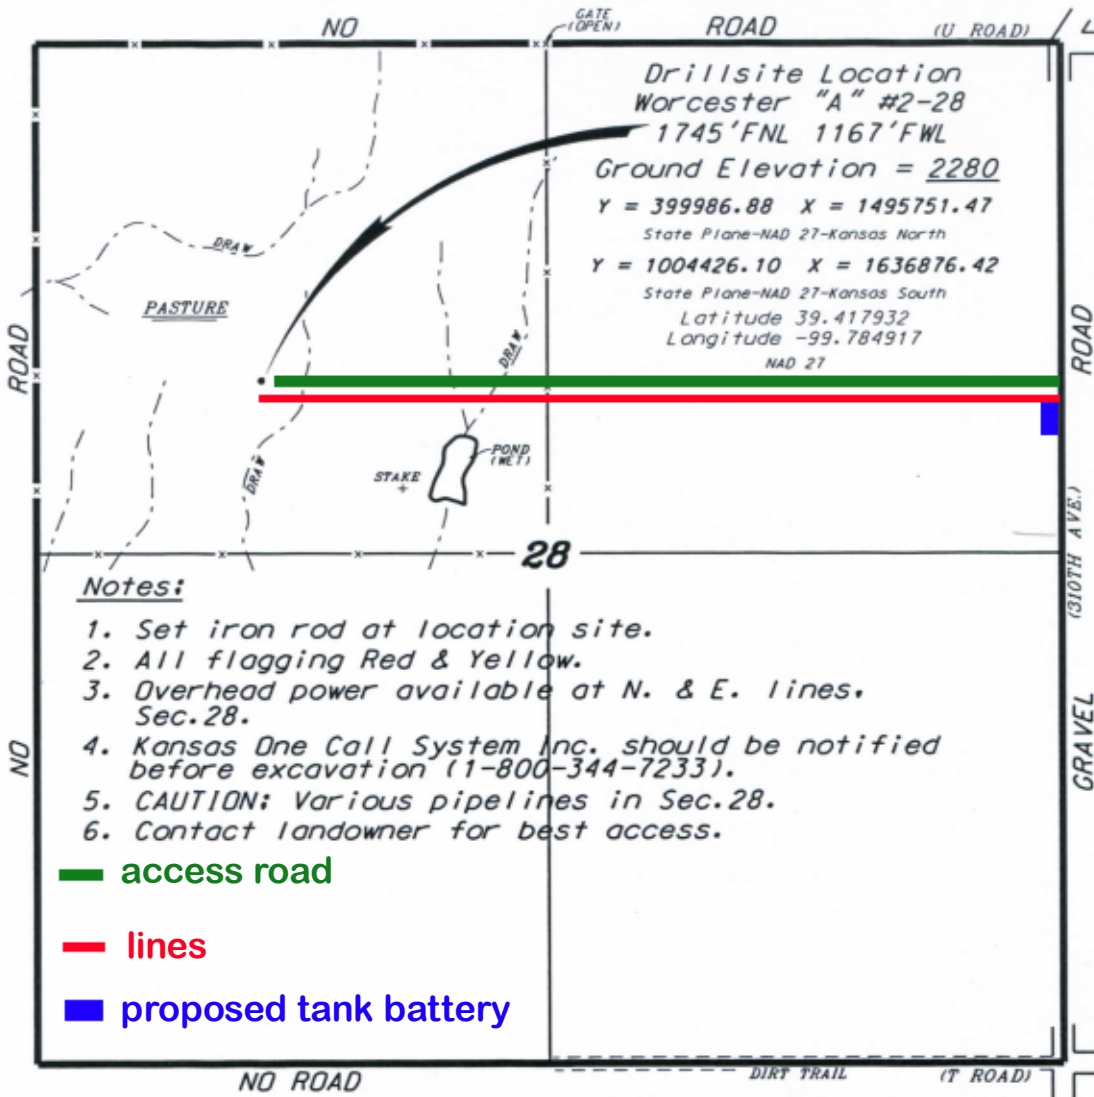 NO
GATE
(OPEN)
ROAD
(U ROAD)
Drillsite Location
Worcester "A" #2-28
1745'FNL 1167'FWL
Ground Elevation = 2280
Y = 399986.88 X = 1495751.47
State Plane-NAD 27-Kansas North
Y = 1004426.10 X = 1636876.42
State Plane-NAD 27-Kansas South
Latitude 39.417932
Longitude -99.784917
NAD 27
DRAW
PASTURE
ROAD
ROAD
DRAW
POND
(WET)
STAKE
DRAW
28
(310TH AVE.)
Notes:
1. Set iron rod at location site.
2. All flagging Red & Yellow.
3. Overhead power available at N. & E. lines.
Sec.28.
4. Kansas One Call System Inc. should be notified
before excavation (1-800-344-7233).
5. CAUTION: Various pipelines in Sec.28.
6. Contact landowner for best access.
NO
GRAVEL
access road
lines
proposed tank battery
NO ROAD
DIRT TRAIL
(T ROAD)